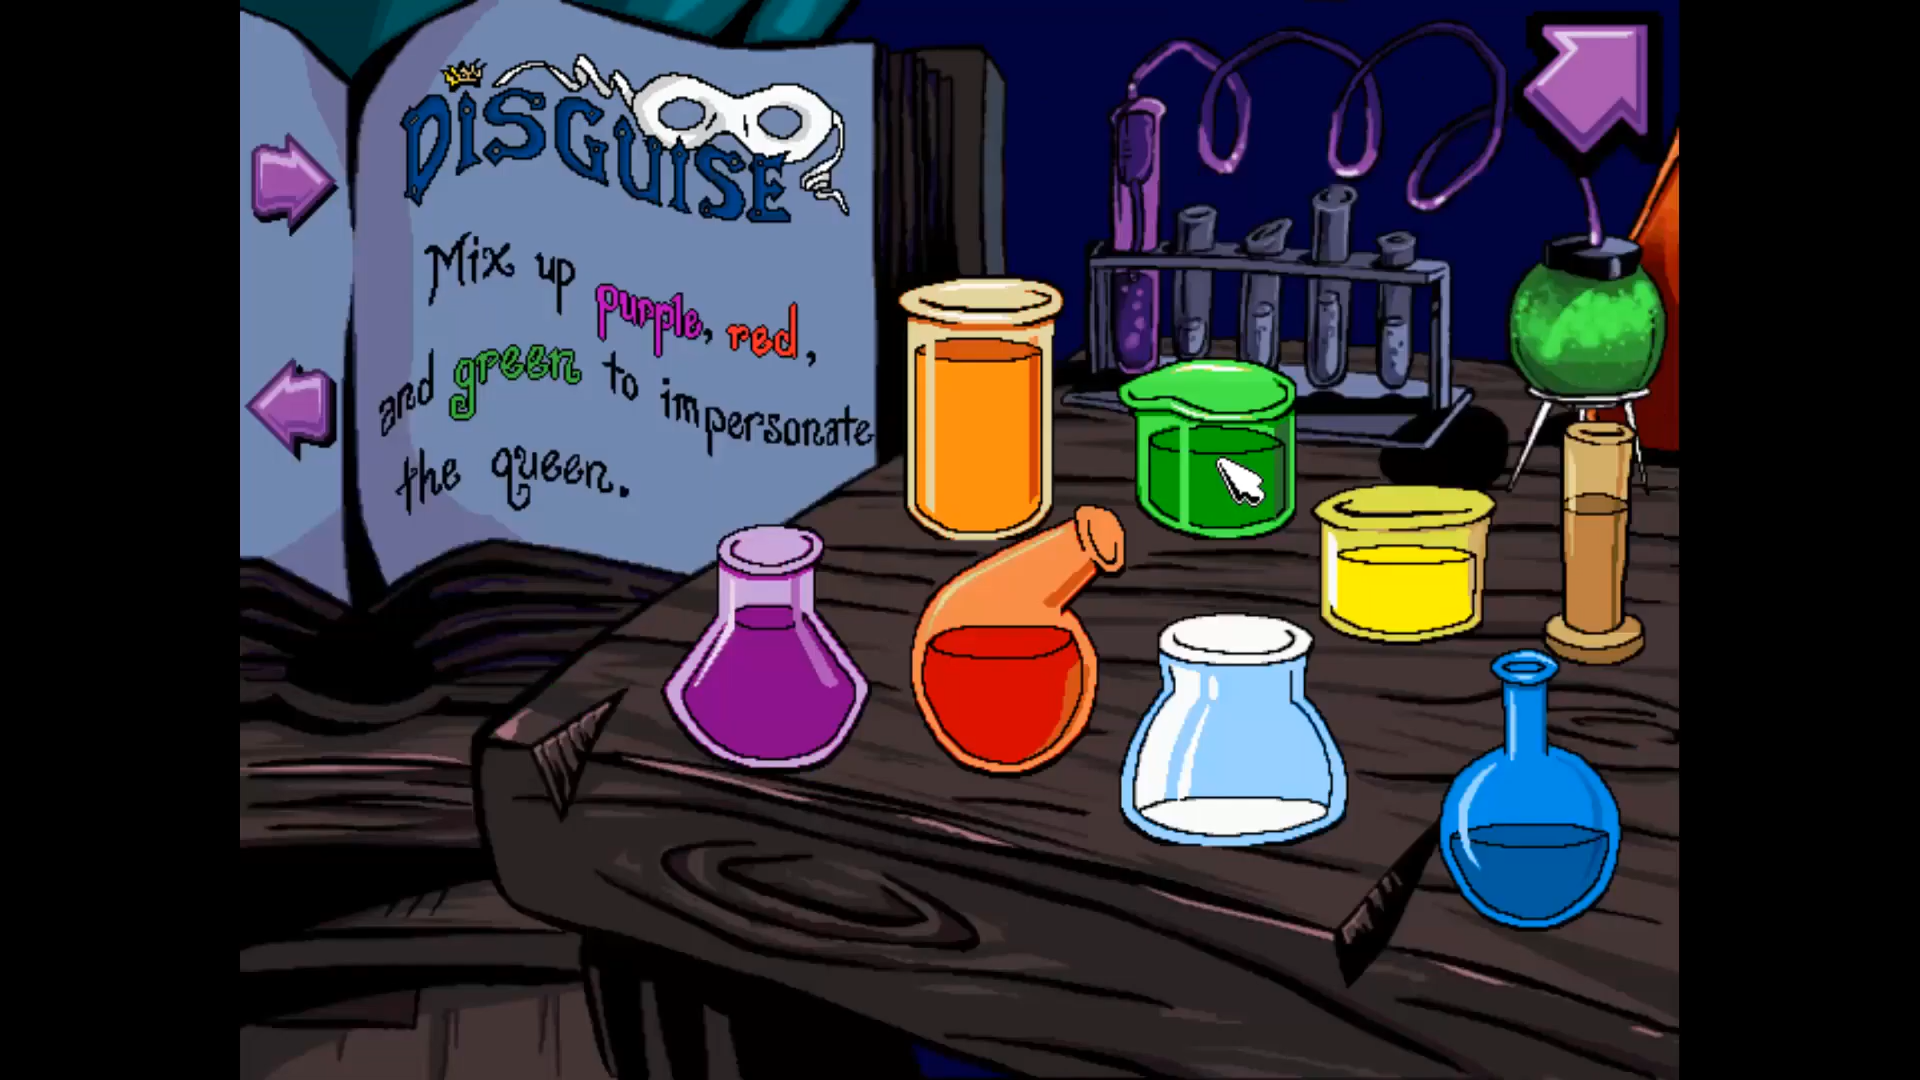 DISGUISE
Mix up purple, red,
and green to impersonate
the queen.